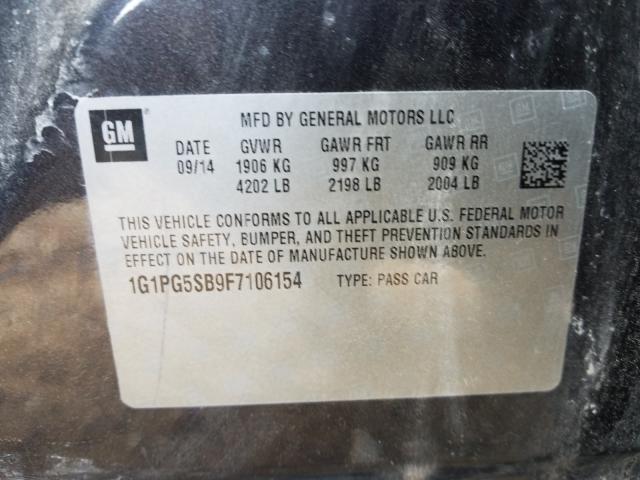 GM
MFD BY GENERAL MOTORS LLC
DATE GVWR GAWR FRT GAWR RR
09/14 1906 KG 997 KG 909 KG
4202 LB 2198 LB 2004 LB
THIS VEHICLE CONFORMS TO ALL APPLICABLE U.S. FEDERAL MOTOR
VEHICLE SAFETY, BUMPER, AND THEFT PREVENTION STANDARDS IN
EFFECT ON THE DATE OF MANUFACTURE SHOWN ABOVE.
1G1PG5SB9F7106154 TYPE: PASS CAR